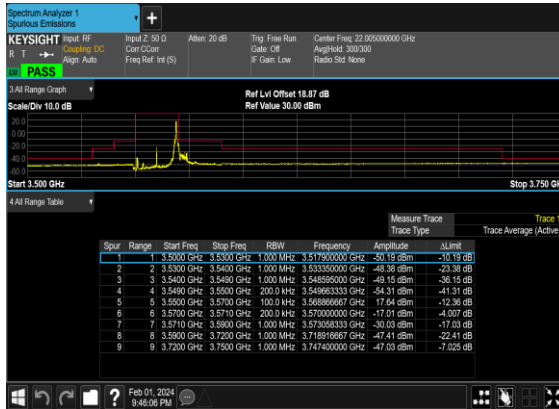 Spectrum Analyzer 1
Spurious Emissions
+
KEYSIGHT Input: RF Input Z: 50 Ω Atten: 20 dB Trig: Free Run Center Freq: 22.005000000 GHz
R T Coupling: DC Corr CCorr Gate: Off Avg|Hold: 300/300
Align: Auto Freq Ref: Int (S) IF Gain: Low Radio Std: None
PASS
3 All Range Graph Ref Lvl Offset 18.87 dB
Scale/Div 10.0 dB Ref Value 30.00 dBm
20.0
0.00
-20.0
-40.0
-60.0
Start 3.500 GHz Stop 3.750 GH
4 All Range Table
Measure Trace Trace 1
Trace Type Trace Average (Active
Spur Range Start Freq Stop Freq RBW Frequency Amplitude ΔLimit
1 1 3.5000 GHz 3.5300 GHz 1.000 MHz 3.517900000 GHz -50.19 dBm -10.19 dB
2 2 3.5300 GHz 3.5400 GHz 1.000 MHz 3.533350000 GHz -48.38 dBm -23.38 dB
3 3 3.5400 GHz 3.5490 GHz 1.000 MHz 3.548595000 GHz -49.15 dBm -36.15 dB
4 4 3.5490 GHz 3.5500 GHz 200.0 kHz 3.549663333 GHz -54.31 dBm -41.31 dB
5 5 3.5500 GHz 3.5700 GHz 100.0 kHz 3.568866667 GHz 17.64 dBm -12.36 dB
6 6 3.5700 GHz 3.5710 GHz 200.0 kHz 3.570000000 GHz -17.01 dBm -4.007 dB
7 7 3.5710 GHz 3.5900 GHz 1.000 MHz 3.573058333 GHz -30.03 dBm -17.03 dB
8 8 3.5900 GHz 3.7200 GHz 1.000 MHz 3.718916667 GHz -47.41 dBm -22.41 dB
9 9 3.7200 GHz 3.7500 GHz 1.000 MHz 3.747400000 GHz -47.03 dBm -7.025 dB
? Feb 01, 2024
9:46:06 PM